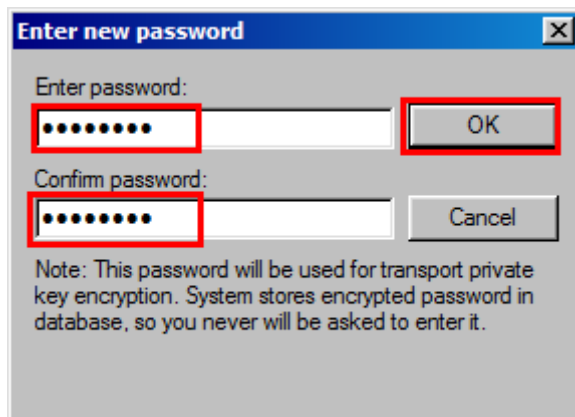 Enter new password
Enter password:
●●●●●●●●
OK
Confirm password:
●●●●●●●●
Cancel
Note: This password will be used for transport private
key encryption. System stores encrypted password in
database, so you never will be asked to enter it.